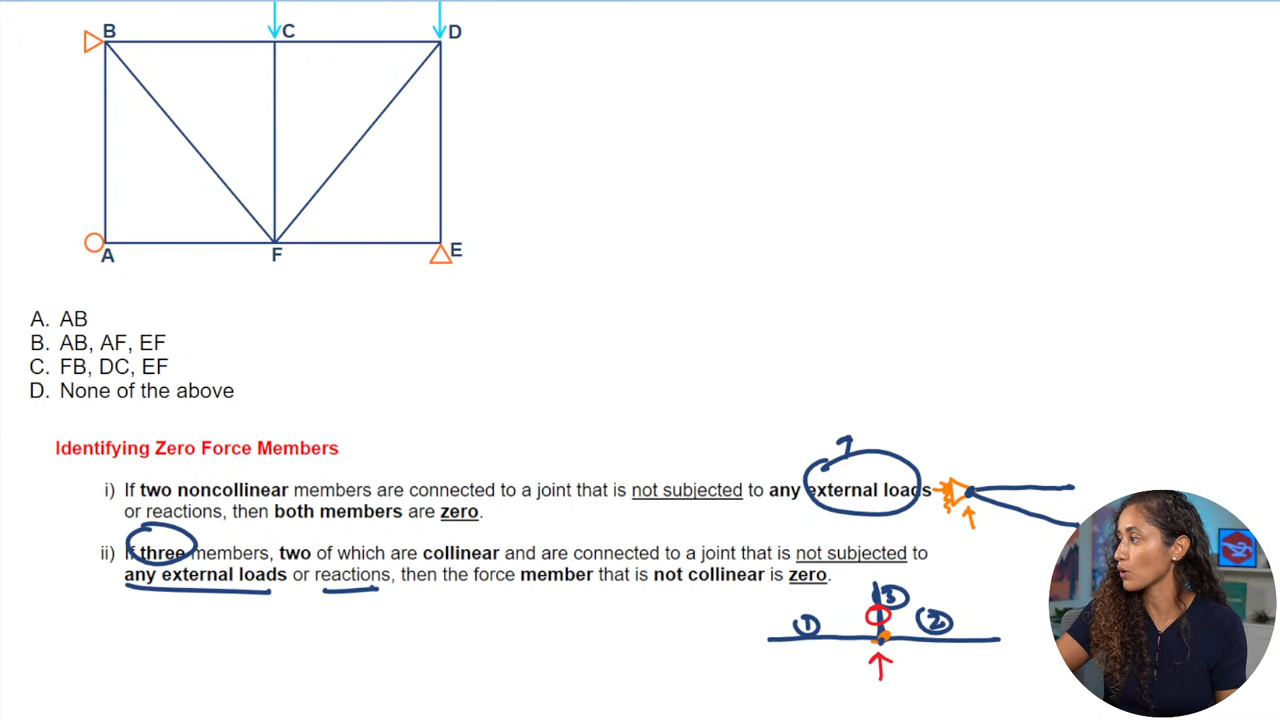 B
C
D
A
F
E
A. AB
B. AB, AF, EF
C. FB, DC, EF
D. None of the above
Identifying Zero Force Members
i) If two noncollinear members are connected to a joint that is not subjected to any external loads
or reactions, then both members are zero.
ii) If three members, two of which are collinear and are connected to a joint that is not subjected to
any external loads or reactions, then the force member that is not collinear is zero.
3
1
2